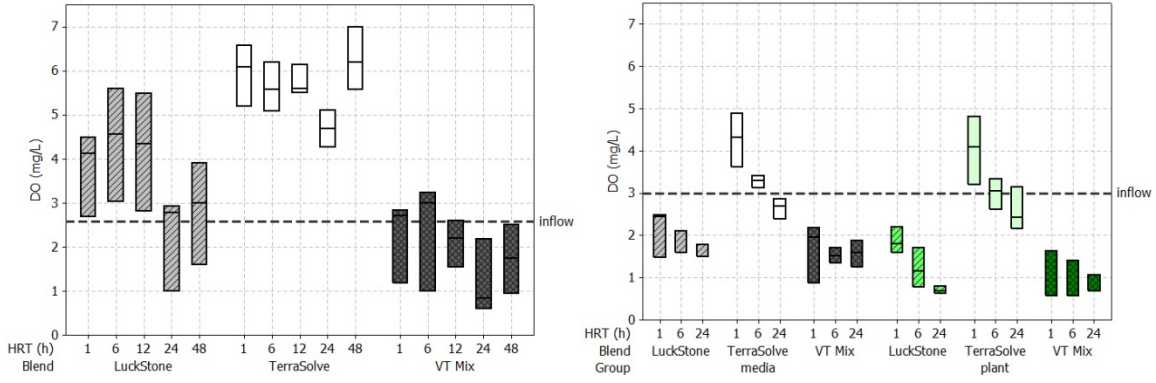 7
6
5
4
3
2
1
0
DO (mg/L)
inflow
HRT (h) 1 6 12 24 48 1 6 12 24 48 1 6 12 24 48
Blend LuckStone TerraSolve VT Mix
7
6
5
4
3
2
1
0
DO (mg/L)
inflow
HRT (h) 1 6 24 1 6 24 1 6 24 1 6 24 1 6 24 1 6 24
Blend LuckStone TerraSolve VT Mix LuckStone TerraSolve VT Mix
Group media plant